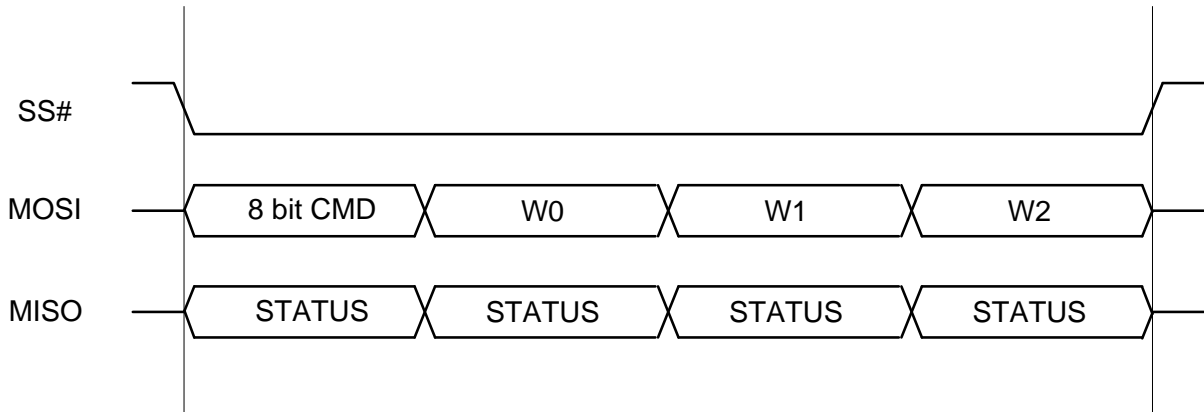 SS#
MOSI 8 bit CMD W0 W1 W2
MISO STATUS STATUS STATUS STATUS